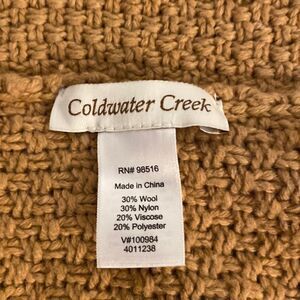 Coldwater Creek
RN# 98516
Made in China
30% Wool
30% Nylon
20% Viscose
20% Polyester
V#100984
4011238